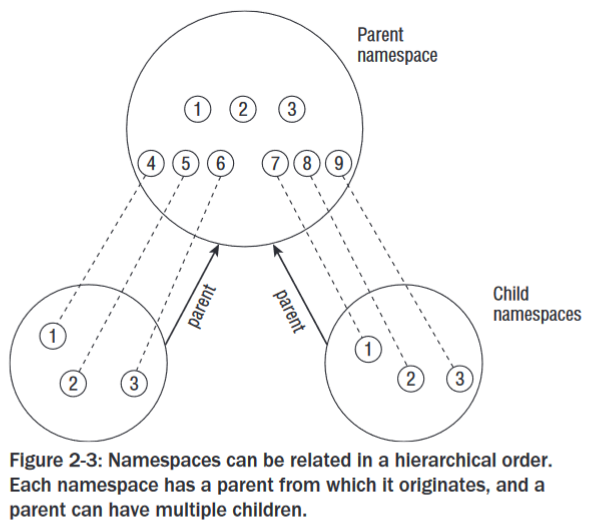 Parent
namespace
1 2 3
4 5 6 7 8 9
parent
parent
Child
namespaces
1
2 3
1
2 3
Figure 2-3: Namespaces can be related in a hierarchical order.
Each namespace has a parent from which it originates, and a
parent can have multiple children.